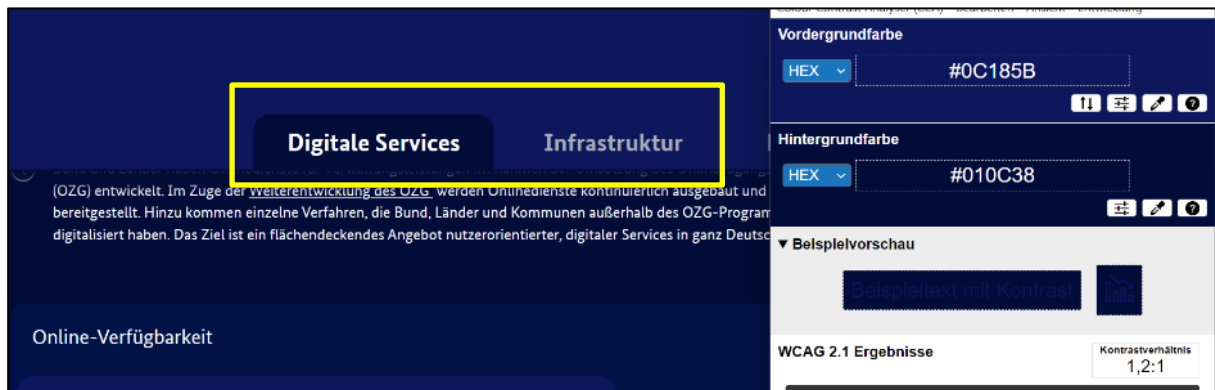 Digitale Services
Infrastruktur
(OZG) entwickelt. Im Zuge der Weiterentwicklung des OZG werden Onlinedienste kontinuierlich ausgebaut und
bereitgestellt. Hinzu kommen einzelne Verfahren, die Bund, Länder und Kommunen außerhalb des OZG-Program
digitalisiert haben. Das Ziel ist ein flächendeckendes Angebot nutzerorientierter, digitaler Services in ganz Deutsc
Online-Verfügbarkeit
Vordergrundfarbe
HEX
#0C185B
Hintergrundfarbe
HEX
#010C38
▼ Beispielvorschau
Beispieltext mit Kontrast
WCAG 2.1 Ergebnisse
Kontrastverhältnis
1,2:1